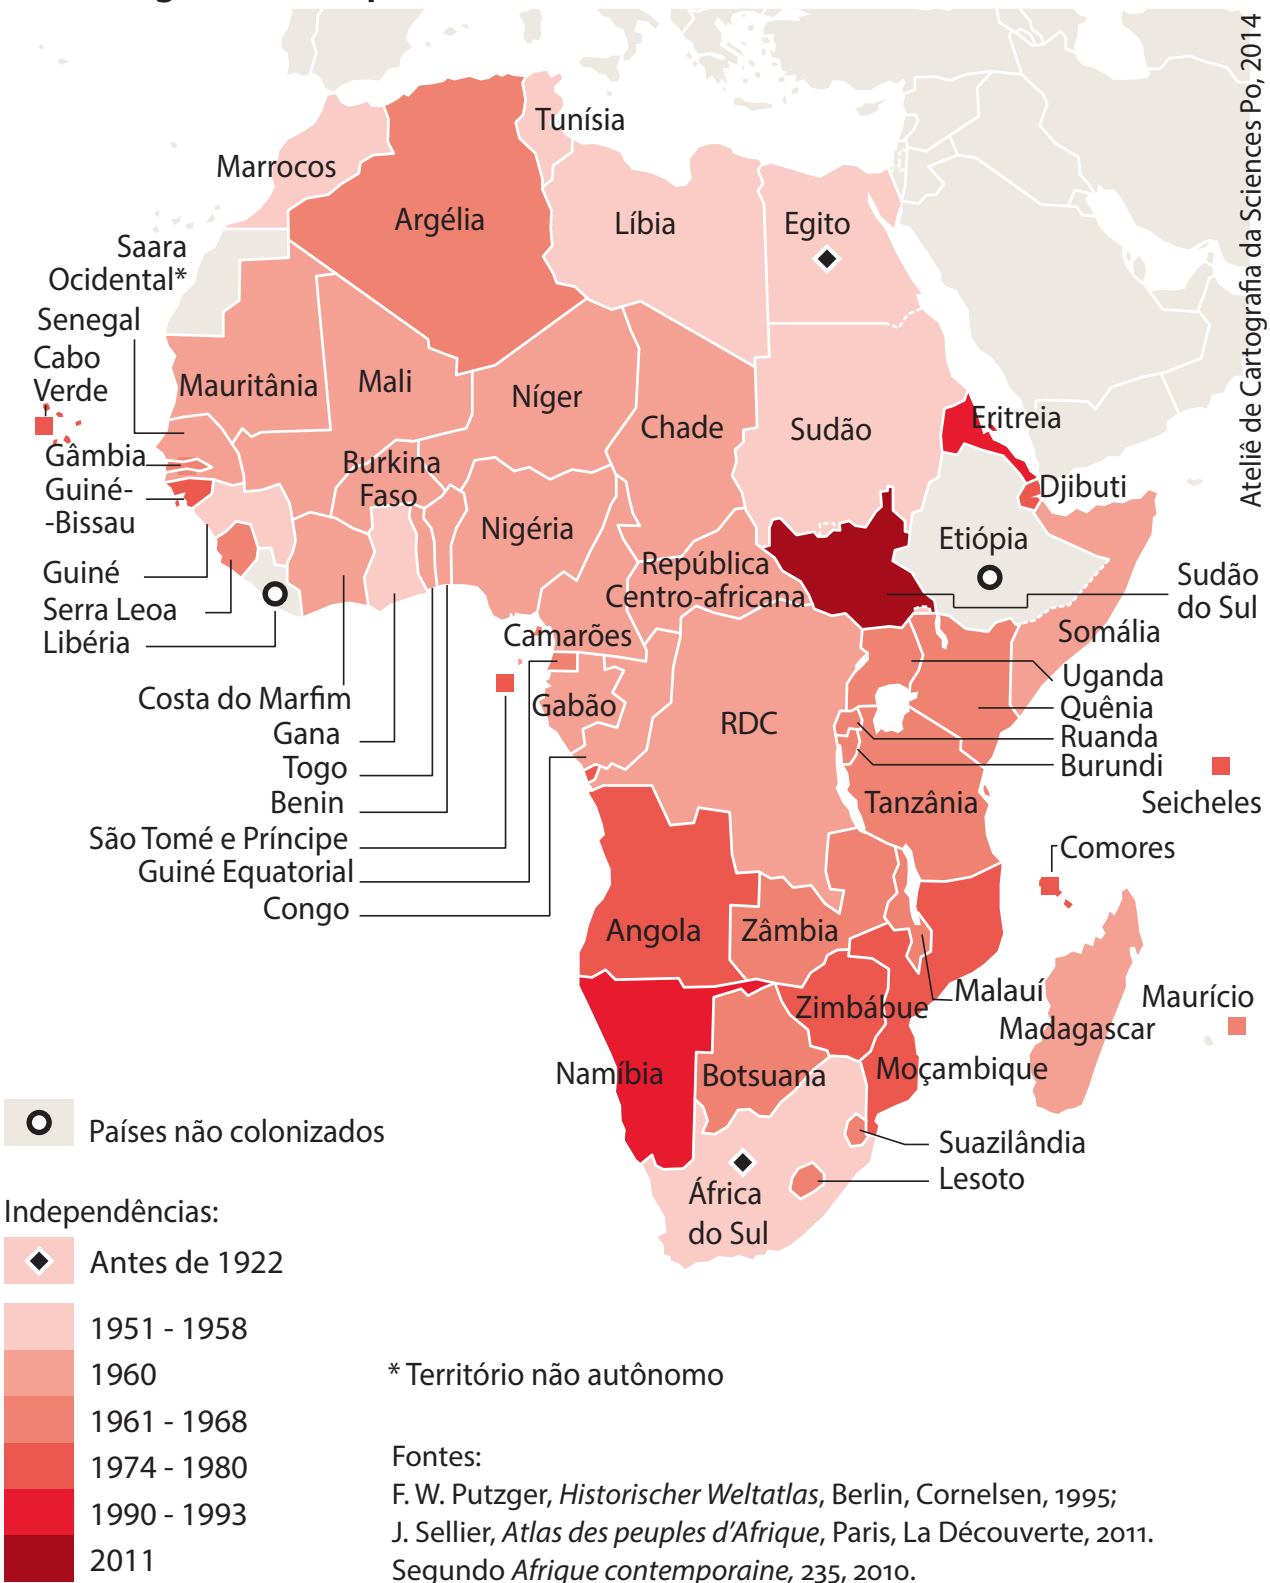 Ateliê de Cartografia da Sciences Po, 2014
Tunísia
Marrocos
Argélia
Líbia
Egito
Saara
Ocidental*
Senegal
Cabo
Verde
Mauritânia
Mali
Níger
Chade
Sudão
Eritreia
Gâmbia
Guiné-
-Bissau
Burkina
Faso
Djibuti
Nigéria
Etiópia
República
Centro-africana
Guiné
Serra Leoa
Libéria
Sudão
do Sul
Camarões
Somália
Uganda
Quênia
Ruanda
Burundi
Costa do Marfim
Gana
Togo
Benin
São Tomé e Príncipe
Guiné Equatorial
Congo
Gabão
RDC
Tanzânia
Seicheles
Comores
Angola
Zâmbia
Malauí
Maurício
Zimbábue
Madagascar
Namíbia
Botsuana
Moçambique
Suazilândia
Lesoto
África
do Sul
Países não colonizados
Independências:
Antes de 1922
1951 - 1958
1960
1961 - 1968
1974 - 1980
1990 - 1993
2011
* Território não autônomo
Fontes:
F. W. Putzger, Historischer Weltatlas, Berlin, Cornelsen, 1995;
J. Sellier, Atlas des peuples d'Afrique, Paris, La Découverte, 2011.
Segundo Afrique contemporaine, 235, 2010.